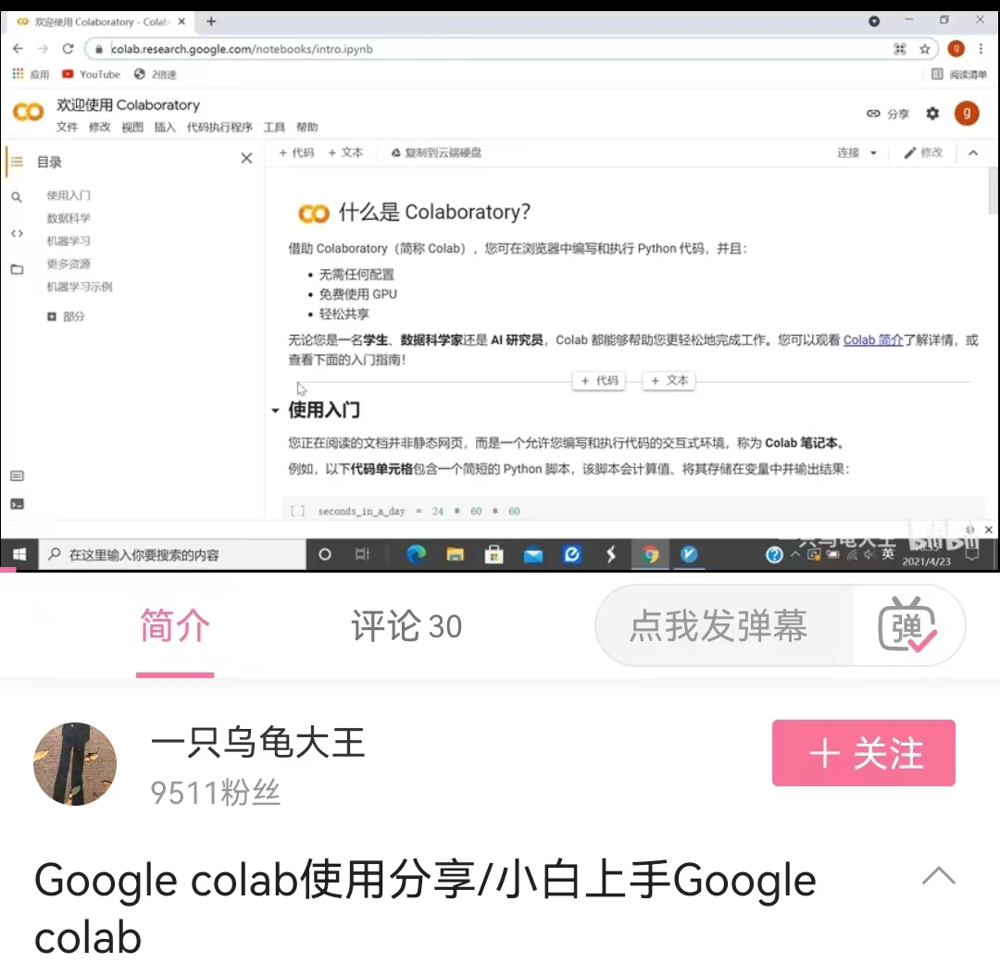 欢迎使用 Colaboratory - Colab
colab.research.google.com/notebooks/intro.ipynb
g
应用 YouTube 2倍速 阅读清单
欢迎使用 Colaboratory
文件 修改 视图 插入 代码执行程序 工具 帮助
分享
g
目录
+ 代码 + 文本 复制到云端硬盘
连接 修改
使用入门
数据科学
机器学习
更多资源
机器学习示例
部分
什么是 Colaboratory?
借助 Colaboratory（简称 Colab），您可在浏览器中编写和执行 Python 代码，并且：
• 无需任何配置
• 免费使用 GPU
• 轻松共享
无论您是一名学生、数据科学家还是 AI 研究员，Colab 都能够帮助您更轻松地完成工作。您可以观看 Colab 简介了解详情，或
查看下面的入门指南！
+ 代码 + 文本
使用入门
您正在阅读的文档并非静态网页，而是一个允许您编写和执行代码的交互式环境，称为 Colab 笔记本。
例如，以下代码单元格包含一个简短的 Python 脚本，该脚本会计算值、将其存储在变量中并输出结果：
[ ] seconds_in_a_day = 24 * 60 * 60
一只乌龟大王 bilibili
在这里输入你要搜索的内容
英
2021/4/23
简介 评论 30 点我发弹幕 弹
一只乌龟大王
9511粉丝
+ 关注
Google colab使用分享/小白上手Google
colab